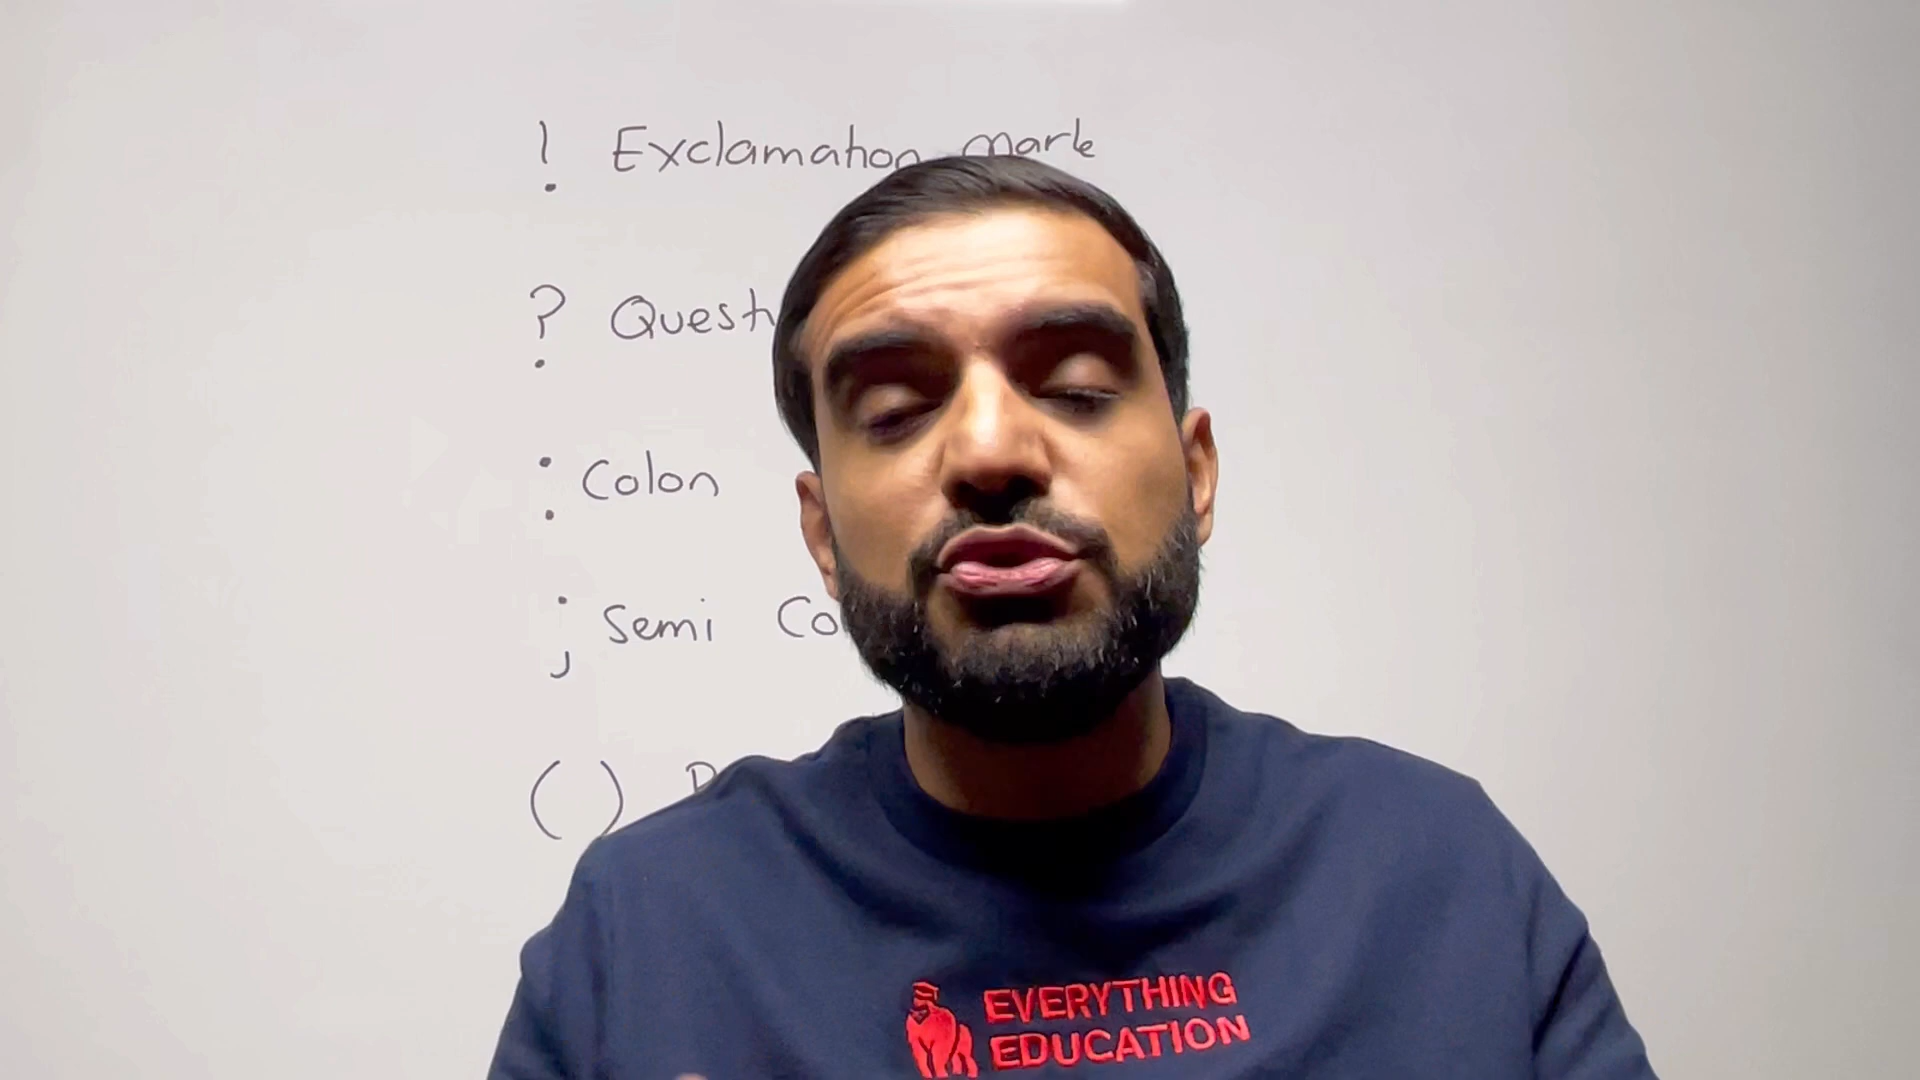 ! Exclamation mark
? Quest
: Colon
; Semi Co
( )
EVERYTHING
EDUCATION